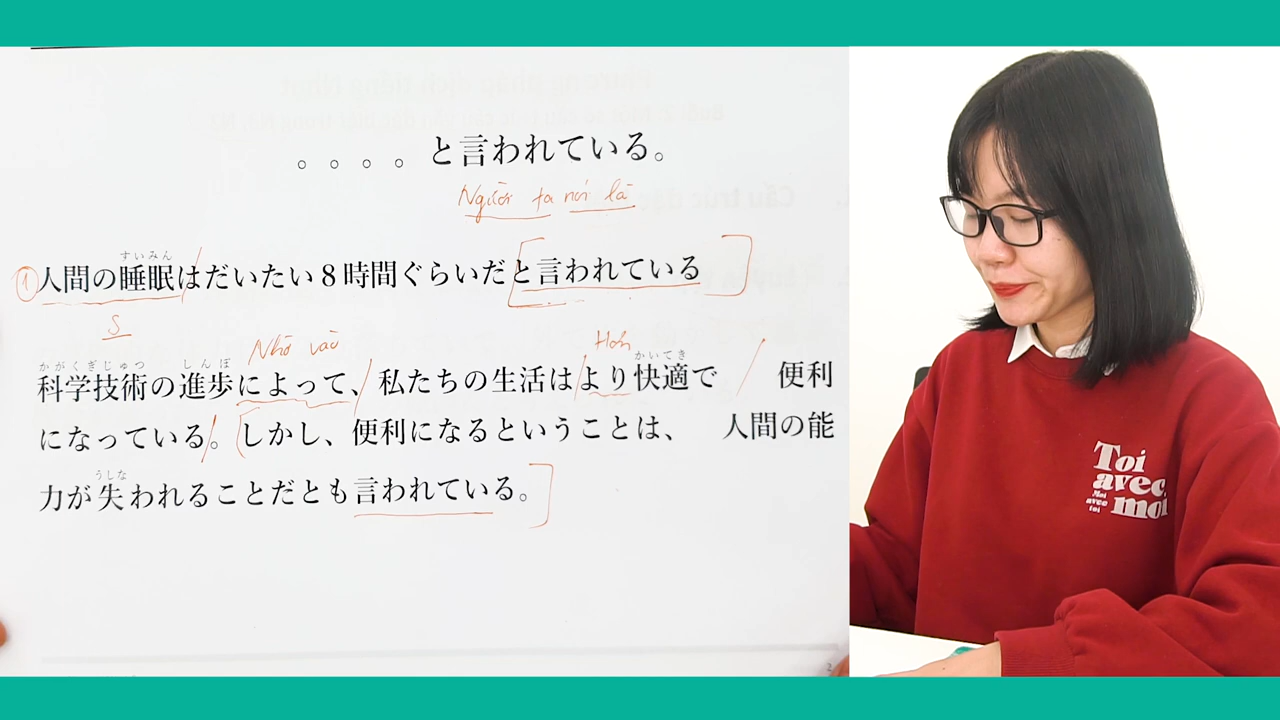 。。。。と言われている。
Người ta nói là
① 人間の睡眠はだいたい8時間ぐらいだと言われている
すいみん
S
Nhờ vào
Hơn
かがくぎじゅつ しんぽ かいてき
科学技術の進歩によって、私たちの生活はより快適で 便利
になっている。しかし、便利になるということは、 人間の能
うしな
力が失われることだとも言われている。
Toi
avec
Moi
avec
toi
moi
2